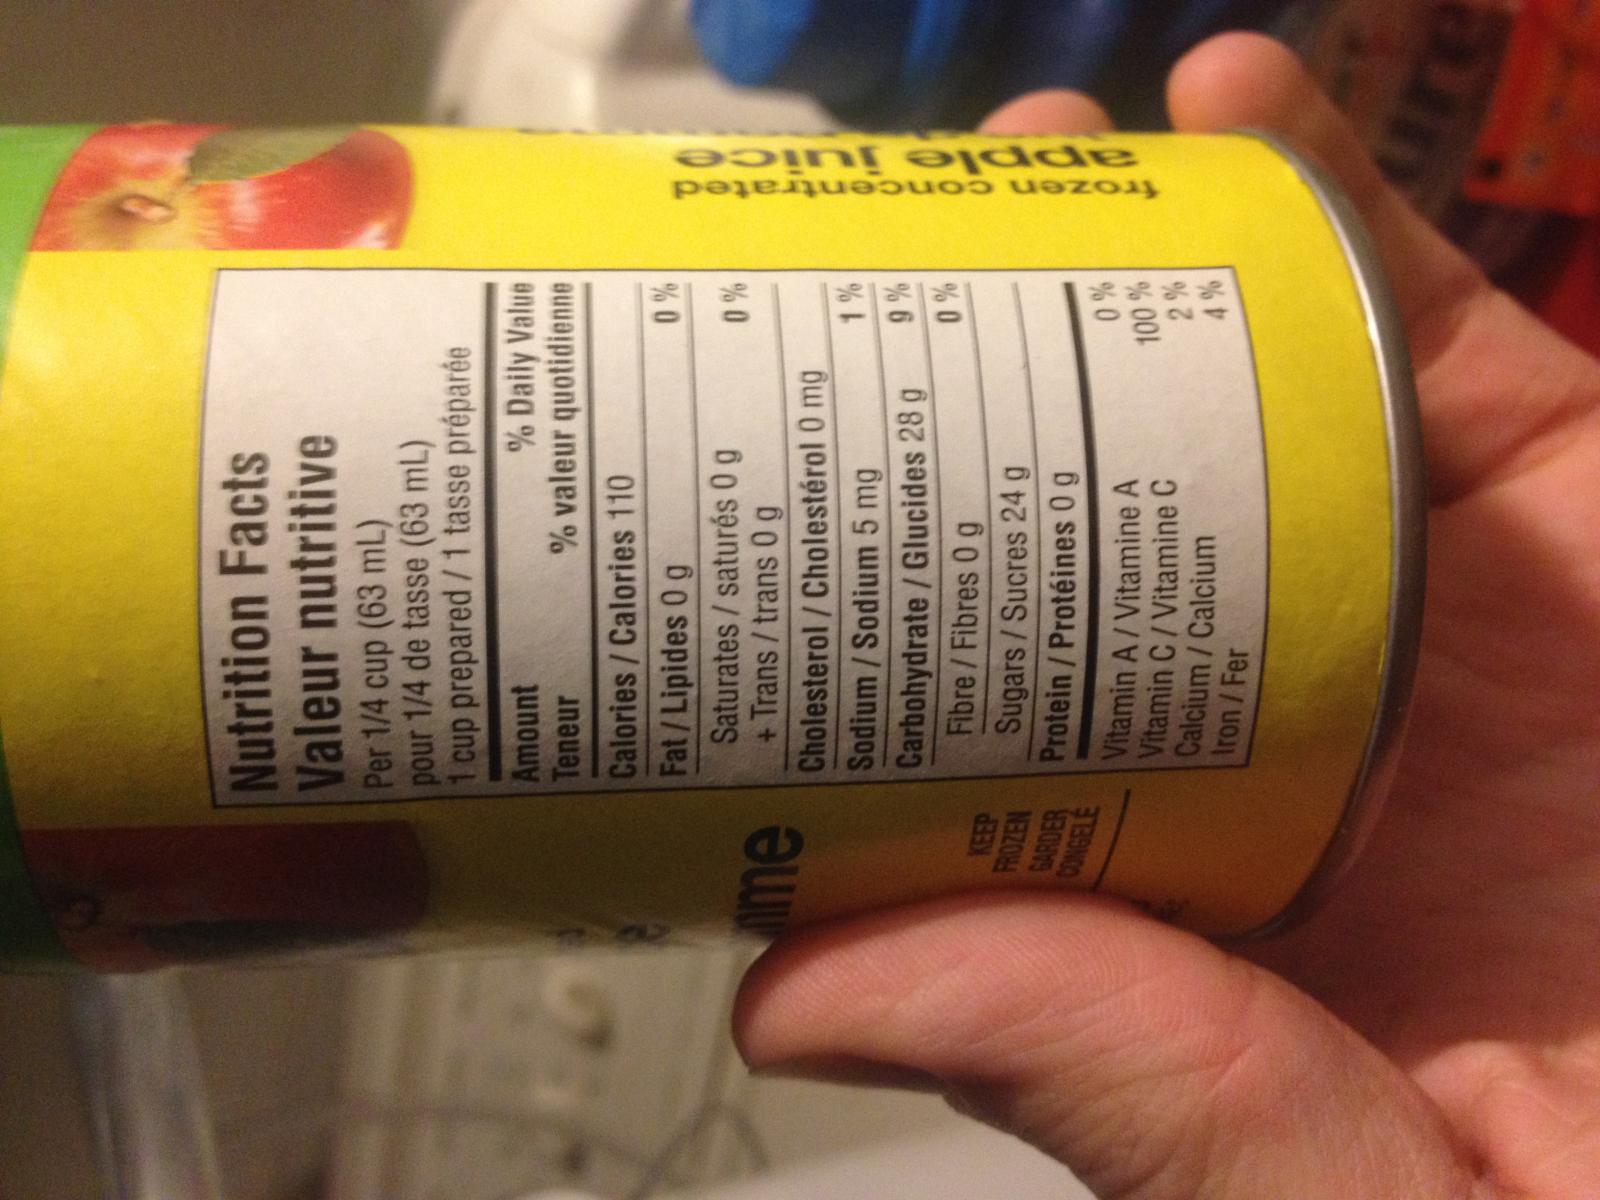 Nutrition Facts
Valeur nutritive
Per 1/4 cup (63 mL)
pour 1/4 de tasse (63 mL)
1 cup prepared / 1 tasse préparée
Amount % Daily Value
Teneur % valeur quotidienne
Calories / Calories 110
Fat / Lipides 0 g 0 %
Saturates / saturés 0 g 0 %
+ Trans / trans 0 g
Cholesterol / Cholestérol 0 mg
Sodium / Sodium 5 mg 1 %
Carbohydrate / Glucides 28 g 9 %
Fibre / Fibres 0 g 0 %
Sugars / Sucres 24 g
Protein / Protéines 0 g
Vitamin A / Vitamine A 0 %
Vitamin C / Vitamine C 100 %
Calcium / Calcium 2 %
Iron / Fer 4 %
KEEP
FROZEN
GARDER
CONGELÉ
frozen concentrated
apple juice